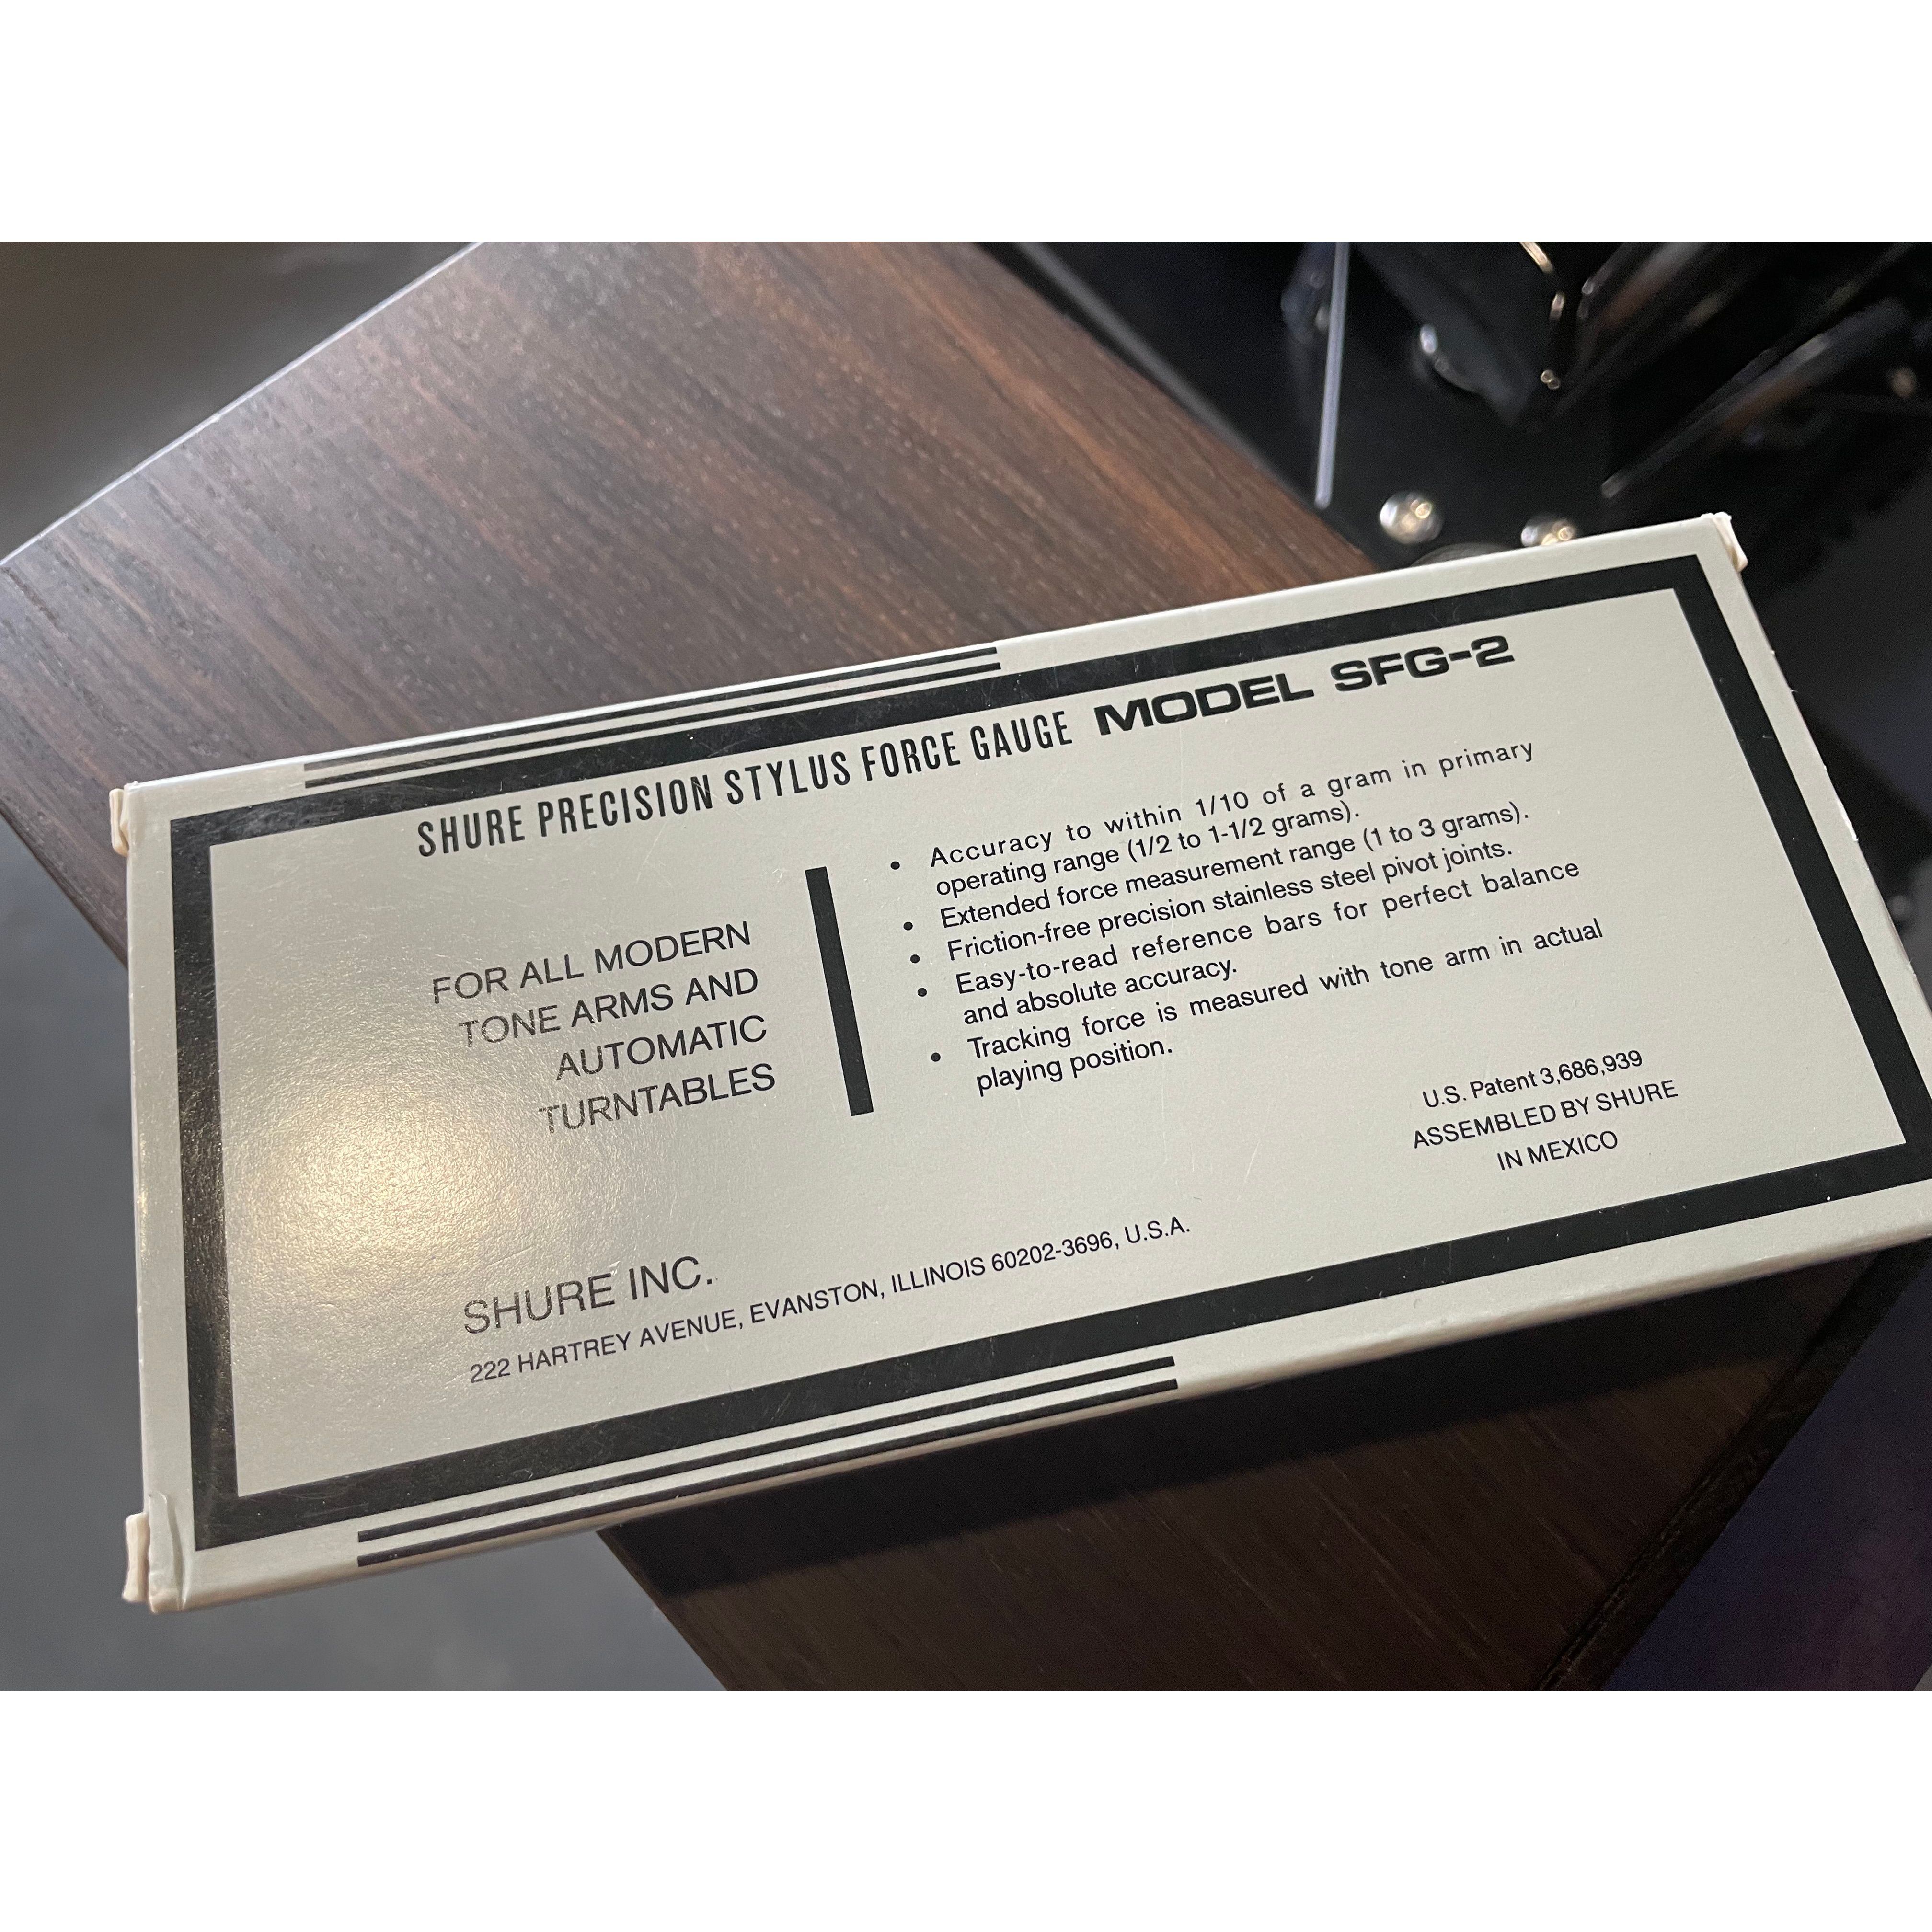 SHURE PRECISION STYLUS FORCE GAUGE MODEL SFG-2
FOR ALL MODERN
TONE ARMS AND
AUTOMATIC
TURNTABLES
• Accuracy to within 1/10 of a gram in primary
operating range (1/2 to 1-1/2 grams).
• Extended force measurement range (1 to 3 grams).
• Friction-free precision stainless steel pivot joints.
• Easy-to-read reference bars for perfect balance
and absolute accuracy.
• Tracking force is measured with tone arm in actual
playing position.
U.S. Patent 3,686,939
ASSEMBLED BY SHURE
IN MEXICO
SHURE INC.
222 HARTREY AVENUE, EVANSTON, ILLINOIS 60202-3696, U.S.A.